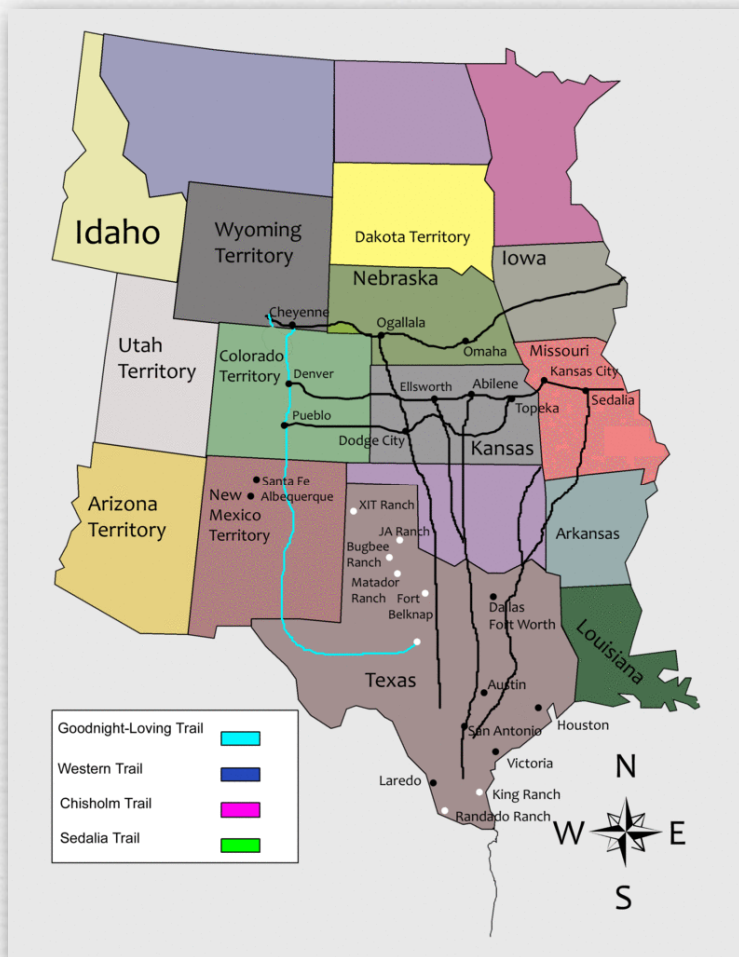 Idaho
Wyoming
Territory
Dakota Territory
Nebraska
Iowa
Cheyenne
Ogallala
Omaha
Utah
Territory
Colorado
Territory
Denver
Pueblo
Ellsworth
Abilene
Topeka
Dodge City
Kansas
Missouri
Kansas City
Sedalia
Arizona
Territory
New
Mexico
Territory
Santa Fe
Albequerque
XIT Ranch
JA Ranch
Bugbee
Ranch
Matador
Ranch
Fort
Belknap
Arkansas
Dallas
Fort Worth
Louisiana
Texas
Austin
San Antonio
Houston
Victoria
Laredo
King Ranch
Randado Ranch
Goodnight-Loving Trail
Western Trail
Chisholm Trail
Sedalia Trail
N
W
E
S